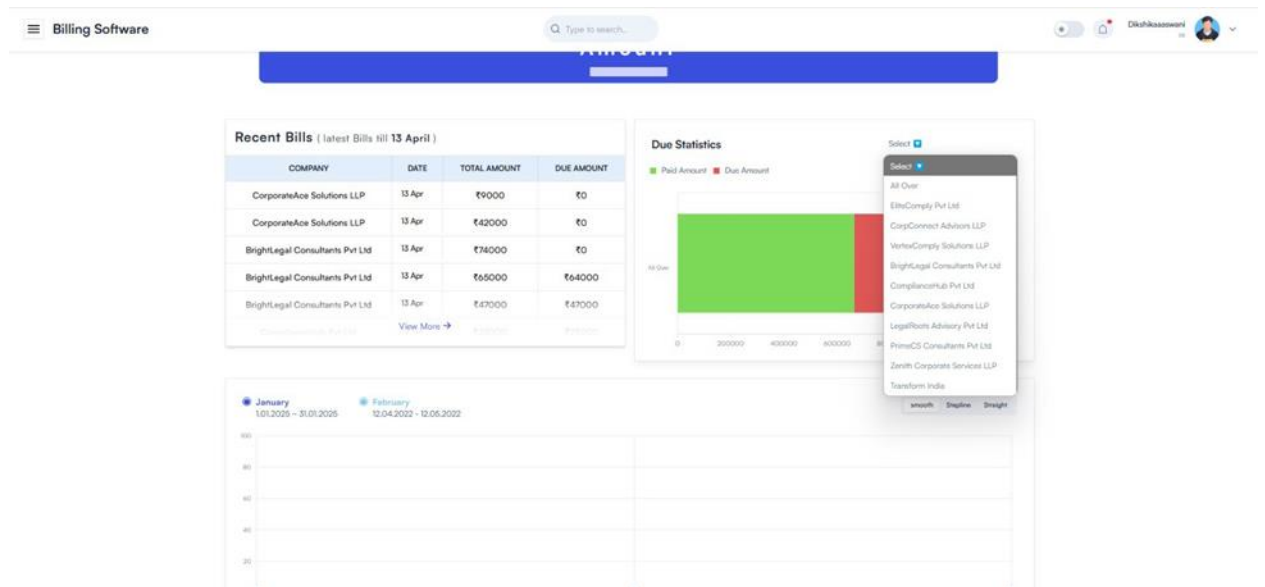 Billing Software
Type to search...
Dikshikaaaswani
Amount
Recent Bills ( latest Bills till 13 April )
COMPANY DATE TOTAL AMOUNT DUE AMOUNT
CorporateAce Solutions LLP 13 Apr ₹9000 ₹0
CorporateAce Solutions LLP 13 Apr ₹42000 ₹0
BrightLegal Consultants Pvt Ltd 13 Apr ₹74000 ₹0
BrightLegal Consultants Pvt Ltd 13 Apr ₹65000 ₹64000
BrightLegal Consultants Pvt Ltd 13 Apr ₹47000 ₹47000
View More →
Due Statistics
Select
Paid Amount Due Amount
All Over
0 200000 400000 600000
Select
All Over
ElitsComply Pvt Ltd
CorpConnect Advisors LLP
VertexComply Solutions LLP
BrightLegal Consultants Pvt Ltd
ComplianceHub Pvt Ltd
CorporateAce Solutions LLP
LegalRoots Advisory Pvt Ltd
PrimeCS Consultants Pvt Ltd
Zenith Corporate Services LLP
Transform India
January
1.01.2025 - 31.01.2025
February
12.04.2022 - 12.05.2022
smooth Stepline Straight
100
80
60
40
20